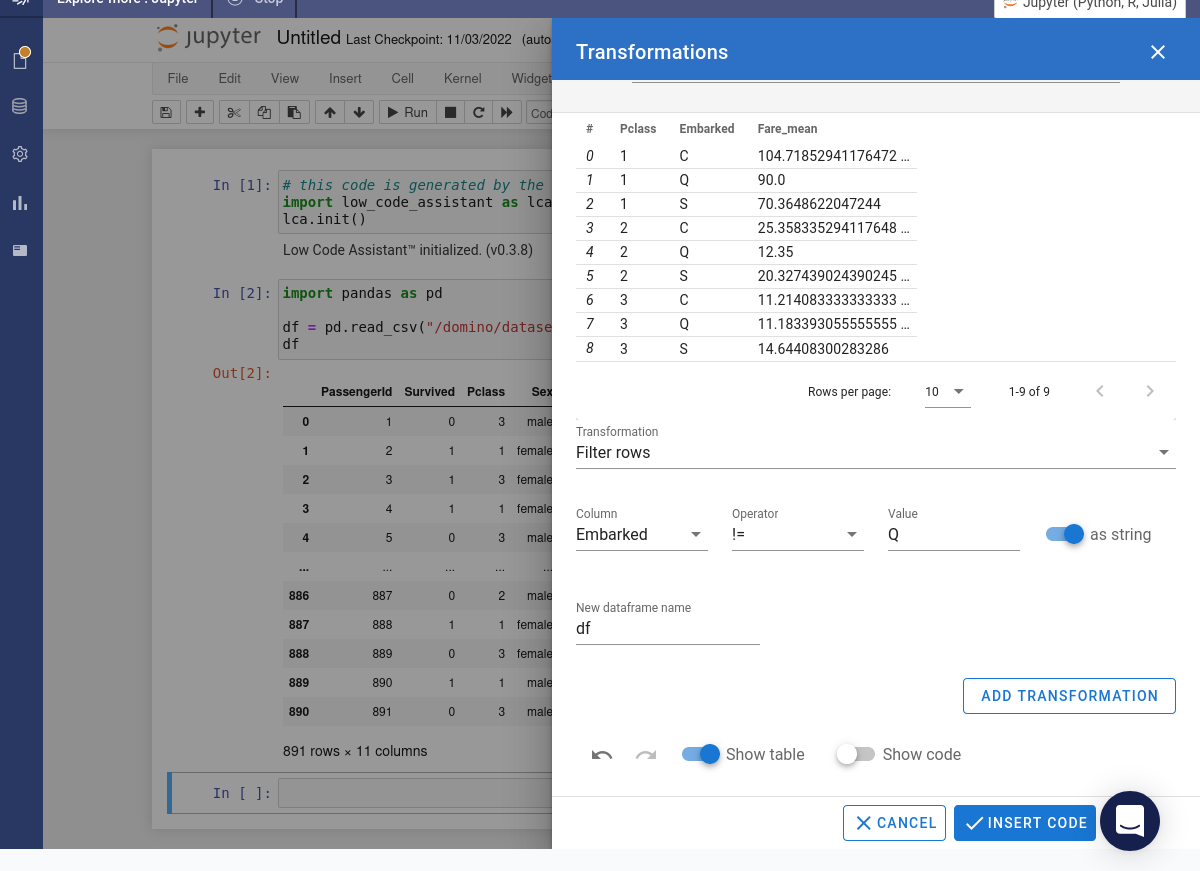 Explore more : Jupyter Stop Jupyter (Python, R, Julia)
jupyter Untitled Last Checkpoint: 11/03/2022 (auto
File Edit View Insert Cell Kernel Widget
Run Cod
In [1]: # this code is generated by the
import low_code_assistant as lca
lca.init()
Low Code Assistant™ initialized. (v0.3.8)
In [2]: import pandas as pd
df = pd.read_csv("/domino/datase
df
Out[2]:
PassengerId Survived Pclass Sex
0 1 0 3 male
1 2 1 1 female
2 3 1 3 female
3 4 1 1 female
4 5 0 3 male
... ... ... ... ...
886 887 0 2 male
887 888 1 1 female
888 889 0 3 female
889 890 1 1 male
890 891 0 3 male
891 rows × 11 columns
In [ ]:
Transformations
# Pclass Embarked Fare_mean
0 1 C 104.71852941176472 ...
1 1 Q 90.0
2 1 S 70.3648622047244
3 2 C 25.358335294117648 ...
4 2 Q 12.35
5 2 S 20.327439024390245 ...
6 3 C 11.214083333333333 ...
7 3 Q 11.183393055555555 ...
8 3 S 14.64408300283286
Rows per page: 10 1-9 of 9
Transformation
Filter rows
Column Operator Value
Embarked != Q as string
New dataframe name
df
ADD TRANSFORMATION
Show table Show code
CANCEL INSERT CODE